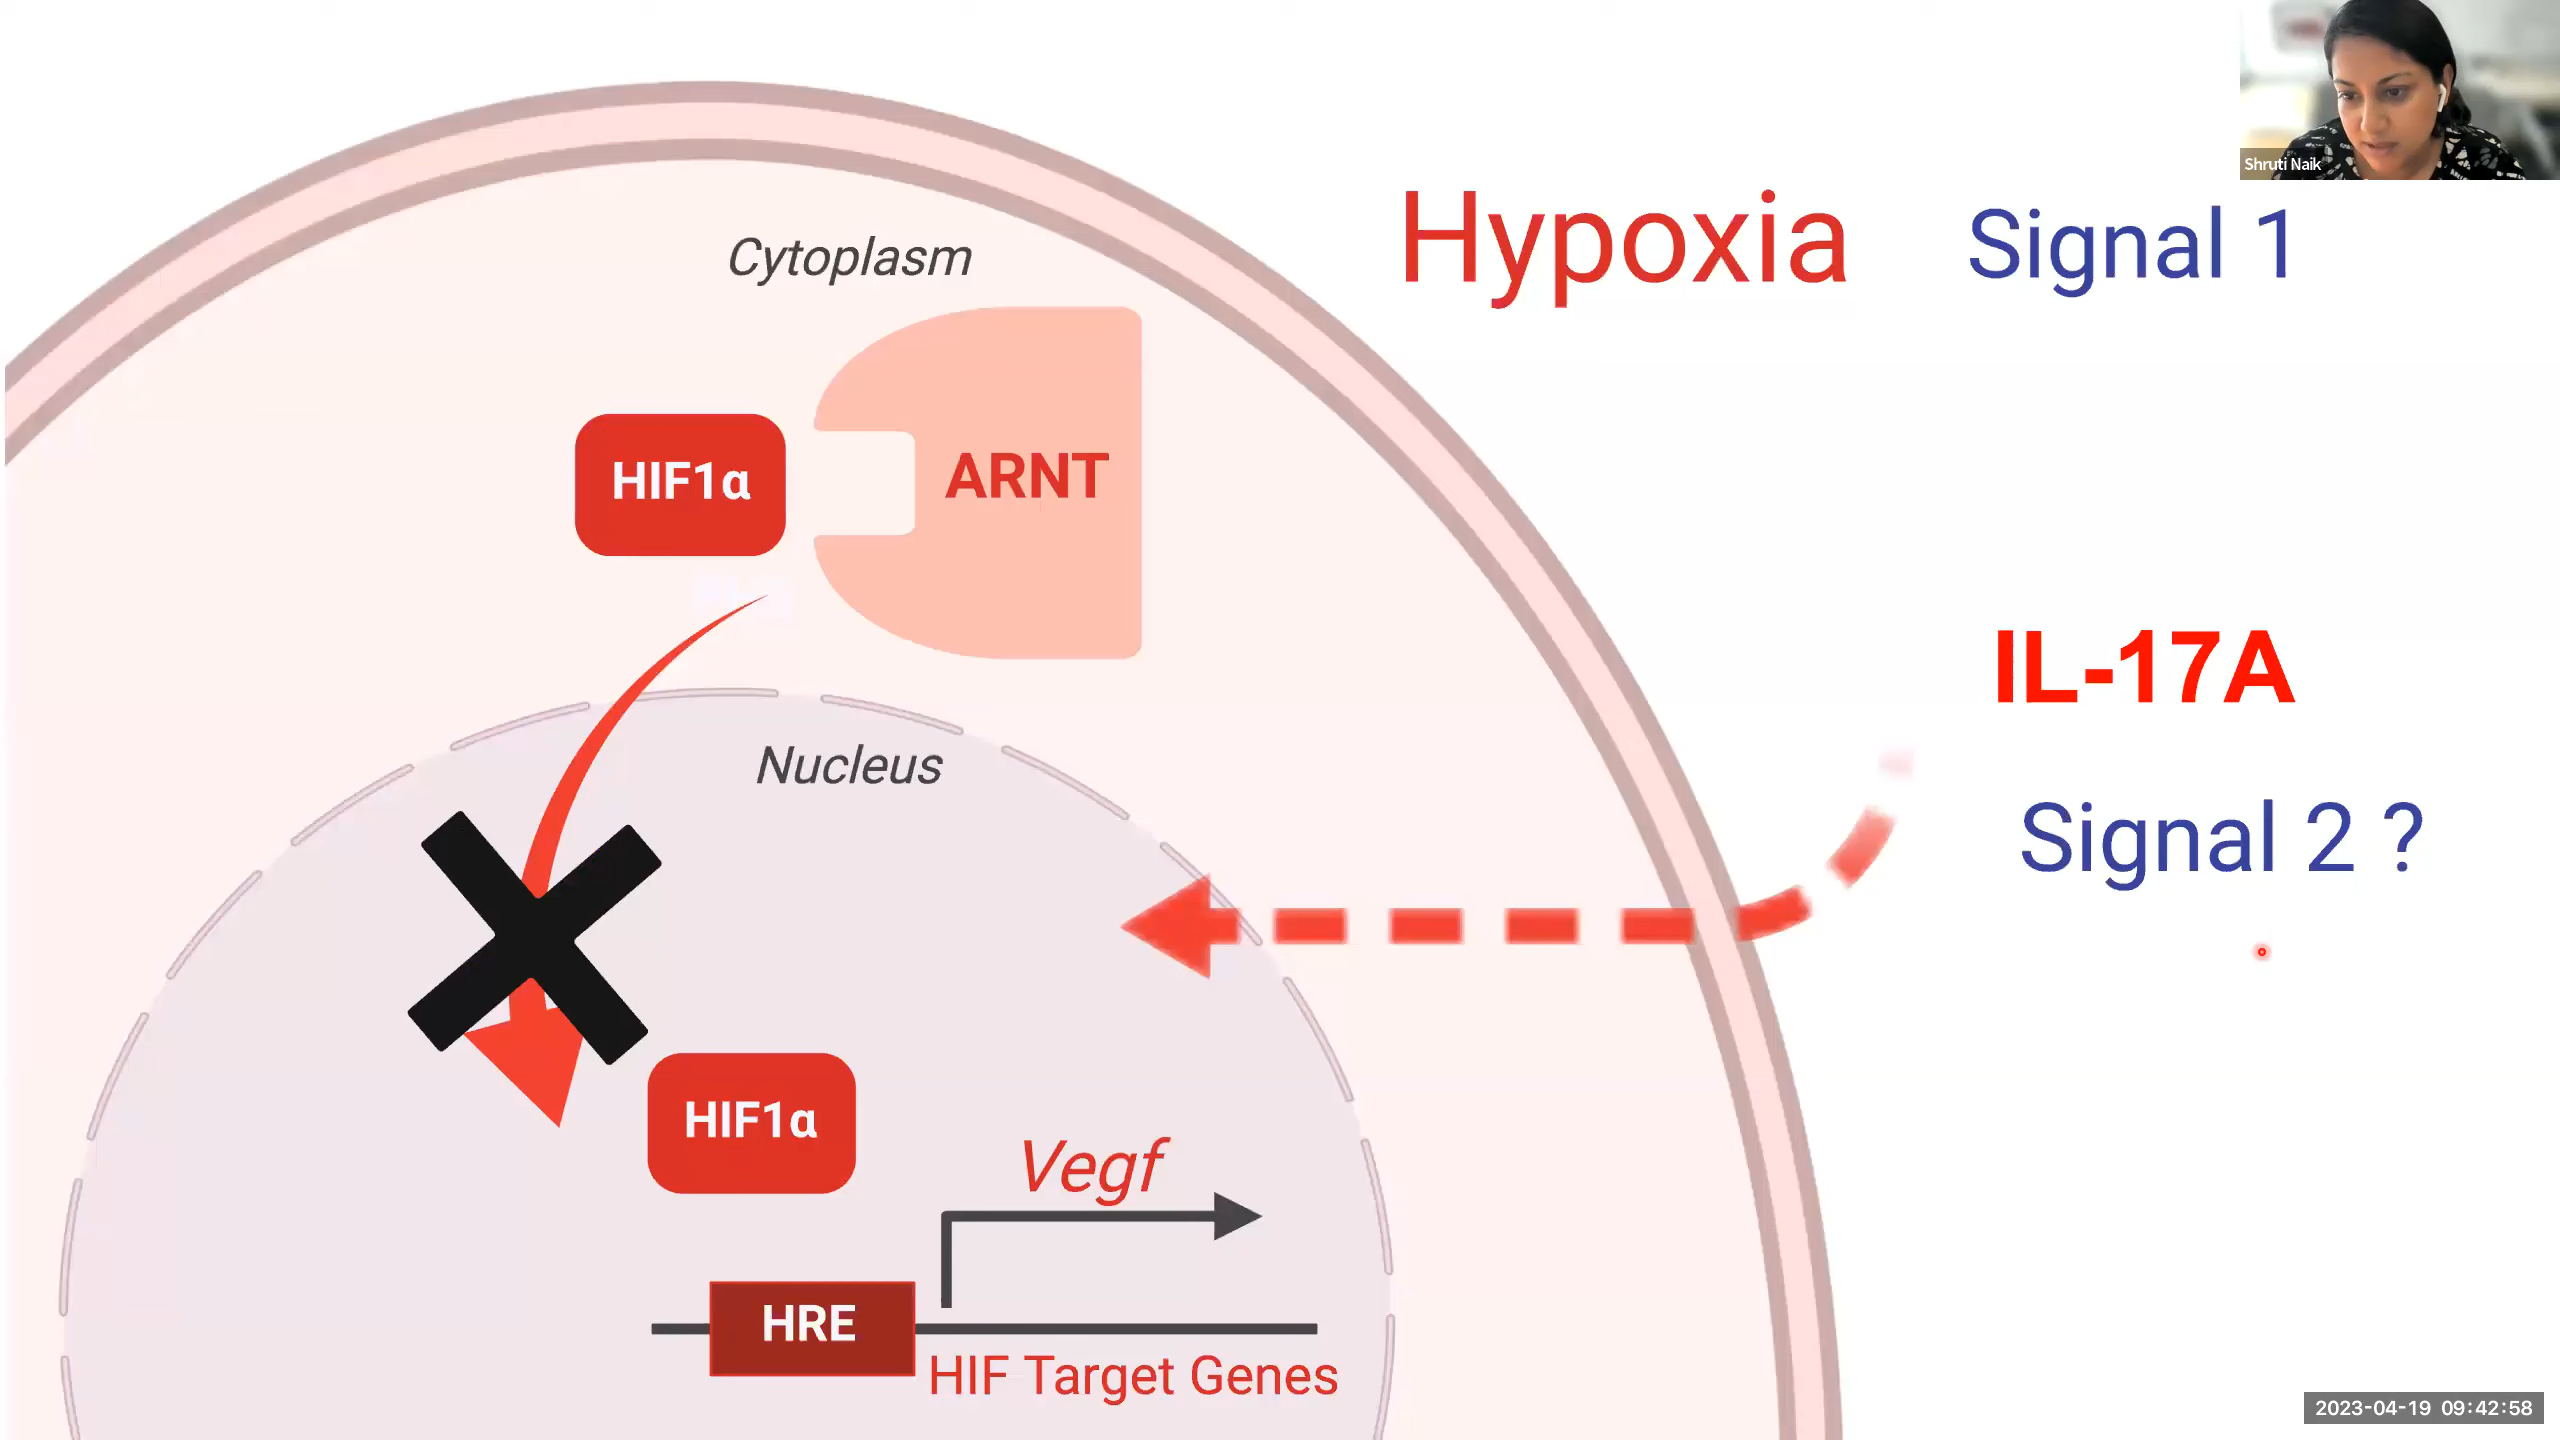 Shruti Naik
Hypoxia Signal 1
Cytoplasm
HIF1α
ARNT
IL-17A
Signal 2 ?
Nucleus
HIF1α
Vegf
HRE
HIF Target Genes
2023-04-19 09:42:58